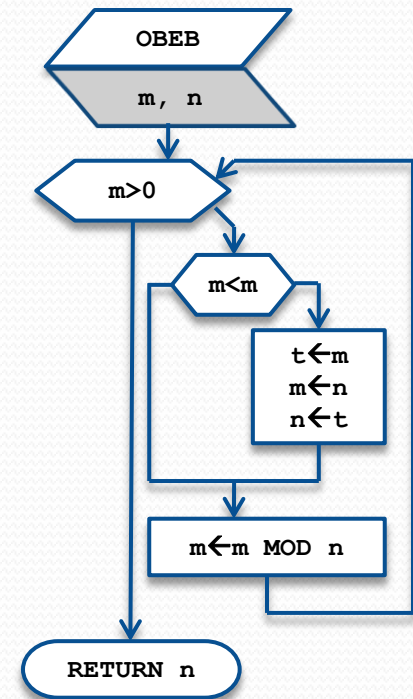 OBEB
m, n
m>0
m<m
t←m
m←n
n←t
m←m MOD n
RETURN n